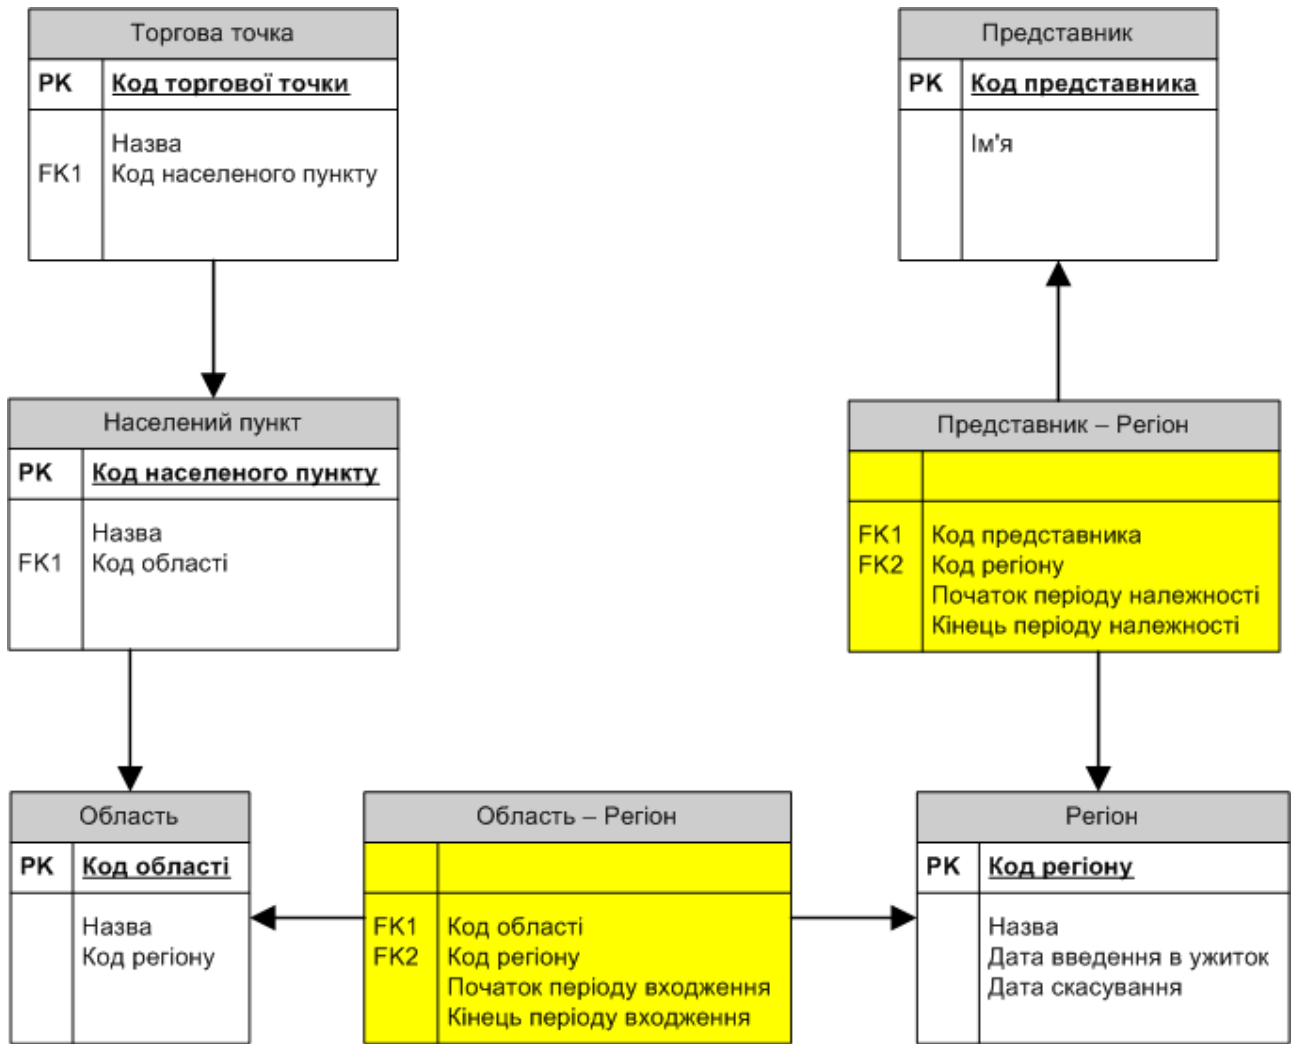 Торгова точка
PK Код торгової точки
Назва
FK1 Код населеного пункту
Представник
PK Код представника
Ім'я
Населений пункт
PK Код населеного пункту
Назва
FK1 Код області
Представник – Регіон
FK1 Код представника
FK2 Код регіону
Початок періоду належності
Кінець періоду належності
Область
PK Код області
Назва
Код регіону
Область – Регіон
FK1 Код області
FK2 Код регіону
Початок періоду входження
Кінець періоду входження
Регіон
PK Код регіону
Назва
Дата введення в ужиток
Дата скасування